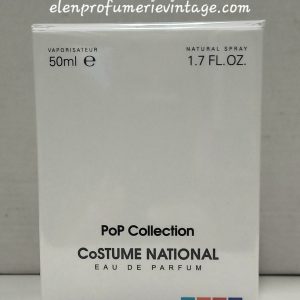 elenprofumerievintage.com
VAPORISATEUR NATURAL SPRAY
50ml e 1.7 FL.OZ.
PoP Collection
CoSTUME NATIONAL
EAU DE PARFUM